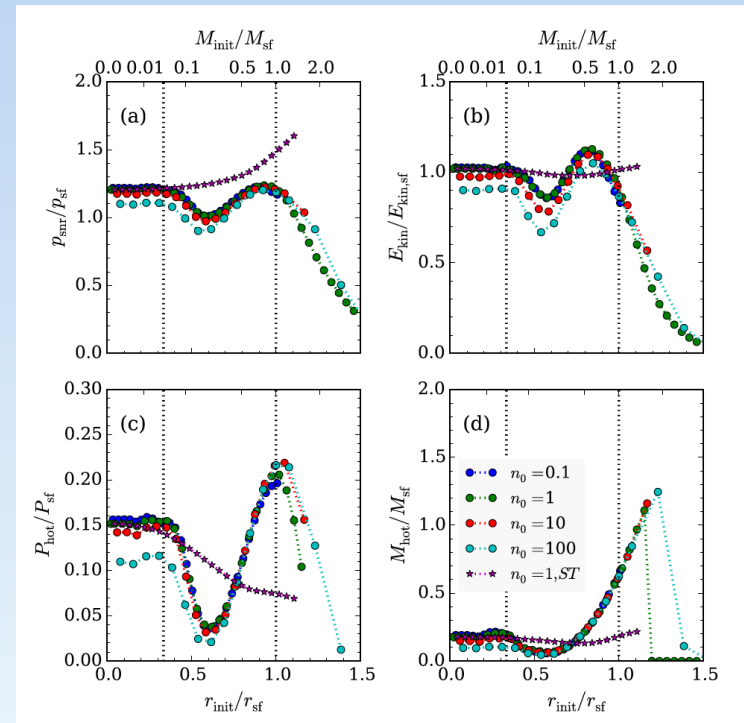 M_init/M_sf
M_init/M_sf
0.0 0.01 0.1 0.5 1.0 2.0
0.0 0.01 0.1 0.5 1.0 2.0
2.0
1.5
1.0
0.5
0.0
p_snr/p_sf
(a)
1.5
1.0
0.5
0.0
E_kin/E_kin,sf
(b)
0.30
0.25
0.20
0.15
0.10
0.05
0.00
P_hot/P_sf
(c)
0.0 0.5 1.0 1.5
r_init/r_sf
2.0
1.5
1.0
0.5
0.0
M_hot/M_sf
(d)
n_0 =0.1
n_0 =1
n_0 =10
n_0 =100
n_0 =1,ST
0.0 0.5 1.0 1.5
r_init/r_sf